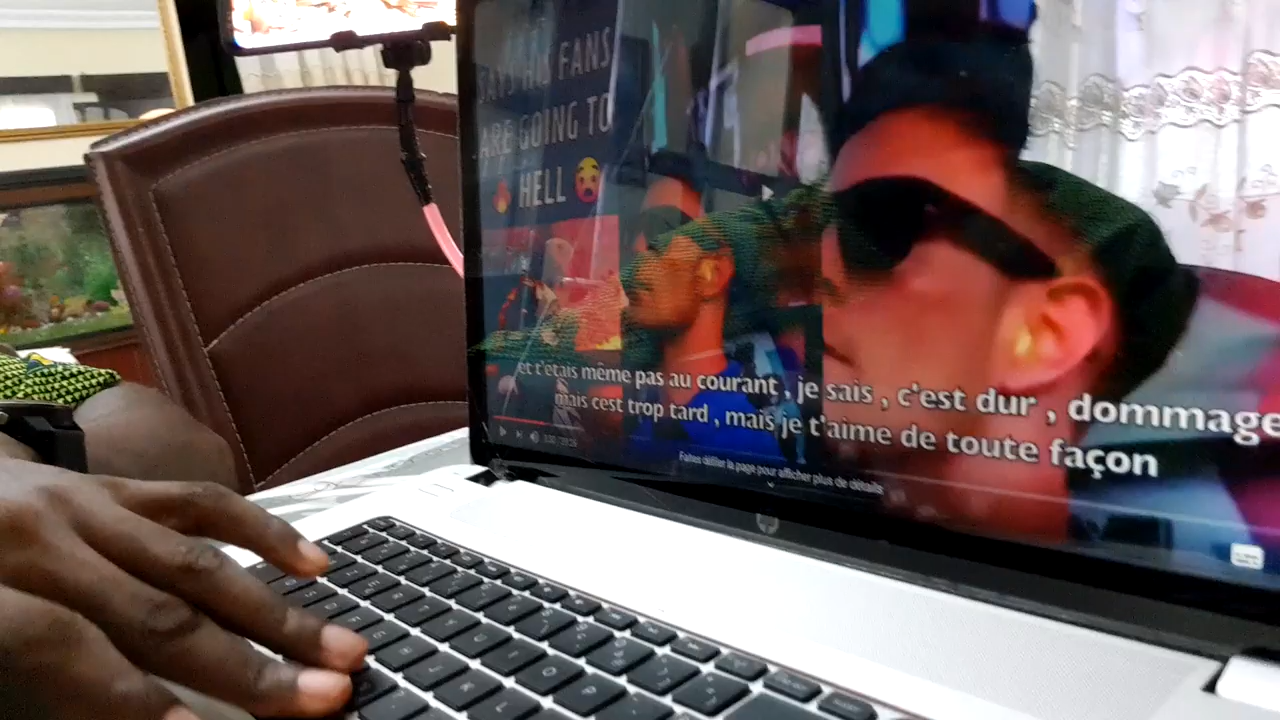 SAYS HIS FANS
ARE GOING TO
HELL
et t'étais même pas au courant , je sais , c'est dur , dommage
mais cest trop tard , mais je t'aime de toute façon
Faites défiler la page pour afficher plus de détails
hp